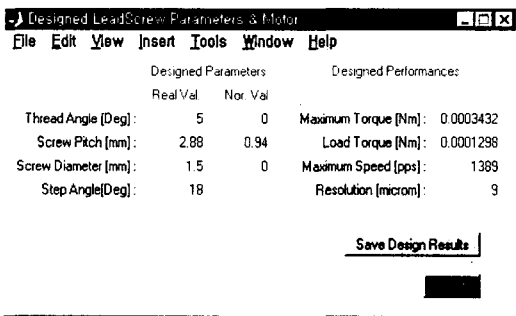 Designed LeadScrew Parameters & Motor
File Edit View Insert Tools Window Help
Designed Parameters Designed Performances
Real Val. Nor. Val
Thread Angle [Deg] : 5 0 Maximum Torque [Nm] : 0.0003432
Screw Pitch [mm] : 2.88 0.94 Load Torque [Nm] : 0.0001298
Screw Diameter [mm] : 1.5 0 Maximum Speed [pps] : 1389
Step Angle[Deg] : 18 Resolution [microm] : 9
Save Design Results